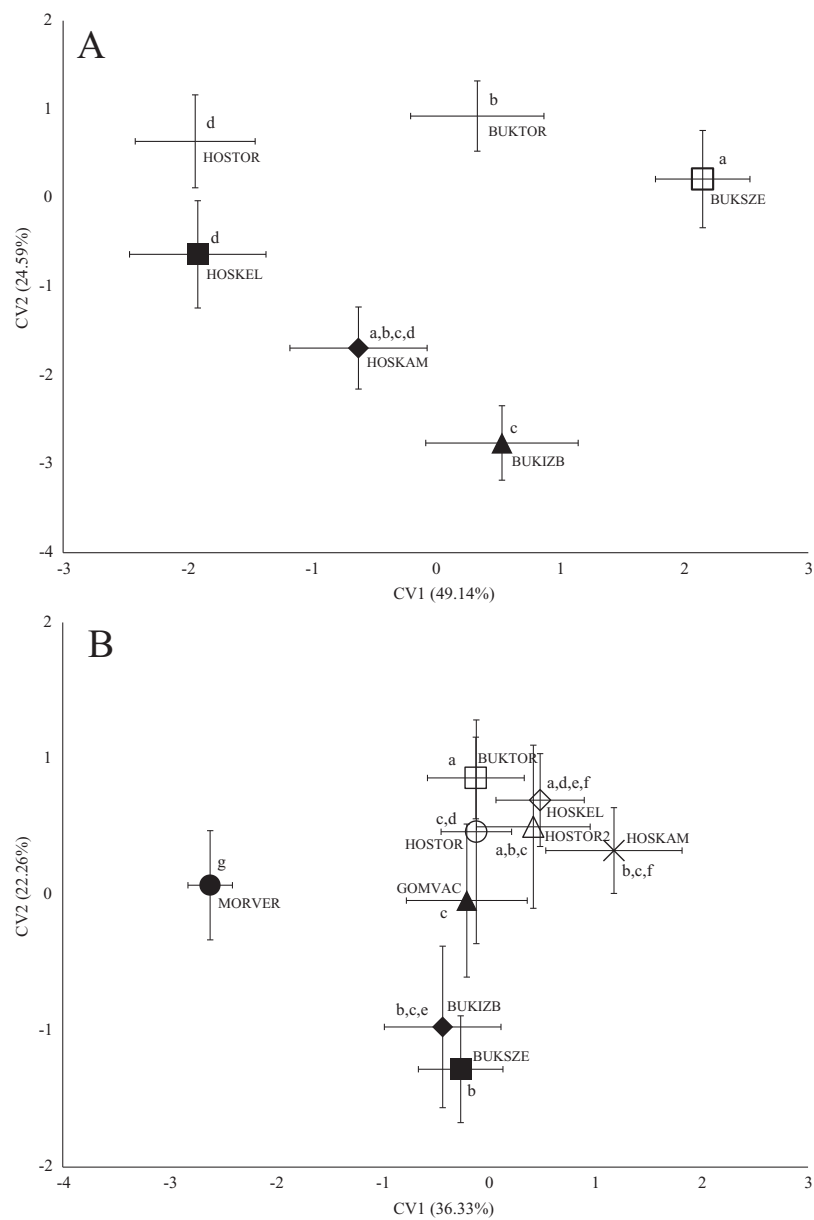 A
2
1
0
-1
-2
-3
-4
CV2 (24.59%)
d
HOSTOR
b
BUKTOR
a
BUKSZE
d
HOSKEL
a,b,c,d
HOSKAM
c
BUKIZB
-3 -2 -1 0 1 2 3
CV1 (49.14%)
B
2
1
0
-1
-2
CV2 (22.26%)
a
BUKTOR
a,d,e,f
HOSKEL
c,d
HOSTOR
HOSTOR2
a,b,c
HOSKAM
b,c,f
g
MORVER
GOMVAC
c
b,c,e
BUKIZB
BUKSZE
b
-4 -3 -2 -1 0 1 2 3
CV1 (36.33%)